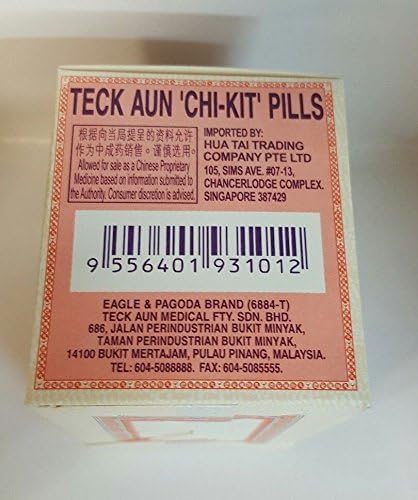 TECK AUN 'CHI-KIT' PILLS
根据向当局提呈的资料允许
作为中成药销售。谨慎选用。
Allowed for sale as a Chinese Proprietary
Medicine based on information submitted to
the Authority. Consumer discretion is advised.
IMPORTED BY:
HUA TAI TRADING
COMPANY PTE LTD
105, SIMS AVE. #07-13,
CHANCERLODGE COMPLEX.
SINGAPORE 387429
9 556401 931012
EAGLE & PAGODA BRAND (6884-T)
TECK AUN MEDICAL FTY. SDN. BHD.
686, JALAN PERINDUSTRIAN BUKIT MINYAK,
TAMAN PERINDUSTRIAN BUKIT MINYAK,
14100 BUKIT MERTAJAM, PULAU PINANG, MALAYSIA.
TEL: 604-5088888. FAX: 604-5085555.